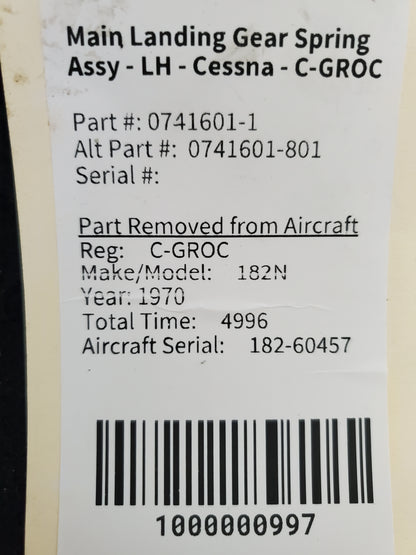 Main Landing Gear Spring
Assy - LH - Cessna - C-GROC
Part #: 0741601-1
Alt Part #: 0741601-801
Serial #:
Part Removed from Aircraft
Reg: C-GROC
Make/Model: 182N
Year: 1970
Total Time: 4996
Aircraft Serial: 182-60457
1000000997